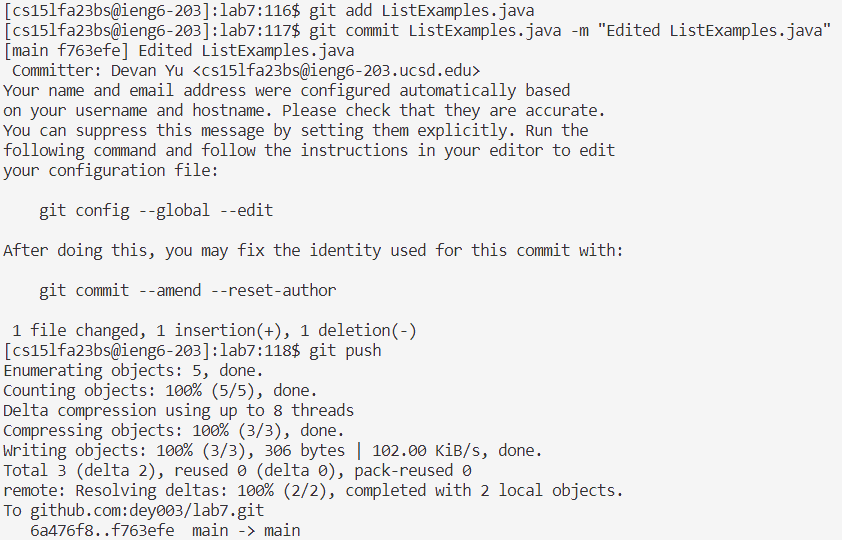 [cs15lfa23bs@ieng6-203]:lab7:116$ git add ListExamples.java
[cs15lfa23bs@ieng6-203]:lab7:117$ git commit ListExamples.java -m "Edited ListExamples.java"
[main f763efe] Edited ListExamples.java
 Committer: Devan Yu <cs15lfa23bs@ieng6-203.ucsd.edu>
Your name and email address were configured automatically based
on your username and hostname. Please check that they are accurate.
You can suppress this message by setting them explicitly. Run the
following command and follow the instructions in your editor to edit
your configuration file:

    git config --global --edit

After doing this, you may fix the identity used for this commit with:

    git commit --amend --reset-author

 1 file changed, 1 insertion(+), 1 deletion(-)
[cs15lfa23bs@ieng6-203]:lab7:118$ git push
Enumerating objects: 5, done.
Counting objects: 100% (5/5), done.
Delta compression using up to 8 threads
Compressing objects: 100% (3/3), done.
Writing objects: 100% (3/3), 306 bytes | 102.00 KiB/s, done.
Total 3 (delta 2), reused 0 (delta 0), pack-reused 0
remote: Resolving deltas: 100% (2/2), completed with 2 local objects.
To github.com:dey003/lab7.git
   6a476f8..f763efe  main -> main